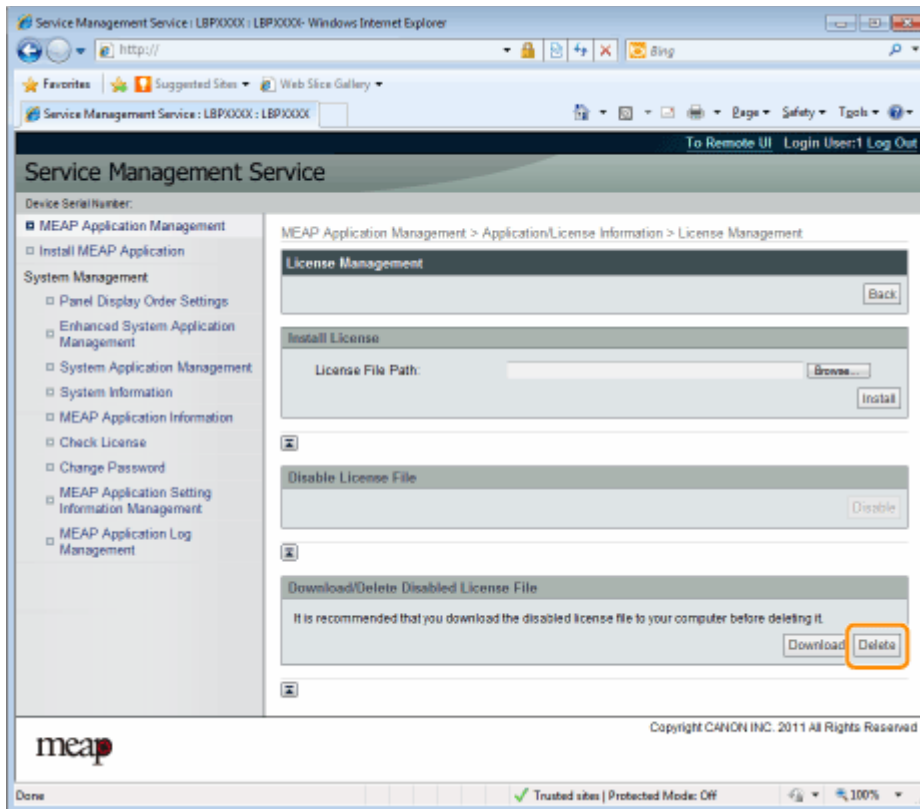 Service Management Service : LBPXXXX : LBPXXXX- Windows Internet Explorer
http://
Bing
Favorites
Suggested Sites
Web Slice Gallery
Service Management Service : LBPXXXX : LBPXXXX
Page
Safety
Tools
To Remote UI Login User:1 Log Out
Service Management Service
Device Serial Number:
MEAP Application Management
Install MEAP Application
System Management
Panel Display Order Settings
Enhanced System Application
Management
System Application Management
System Information
MEAP Application Information
Check License
Change Password
MEAP Application Setting
Information Management
MEAP Application Log
Management
MEAP Application Management > Application/License Information > License Management
License Management
Back
Install License
License File Path:
Browse...
Install
Disable License File
Disable
Download/Delete Disabled License File
It is recommended that you download the disabled license file to your computer before deleting it.
Download
Delete
Copyright CANON INC. 2011 All Rights Reserved
meap
Done
Trusted sites | Protected Mode: Off
100%